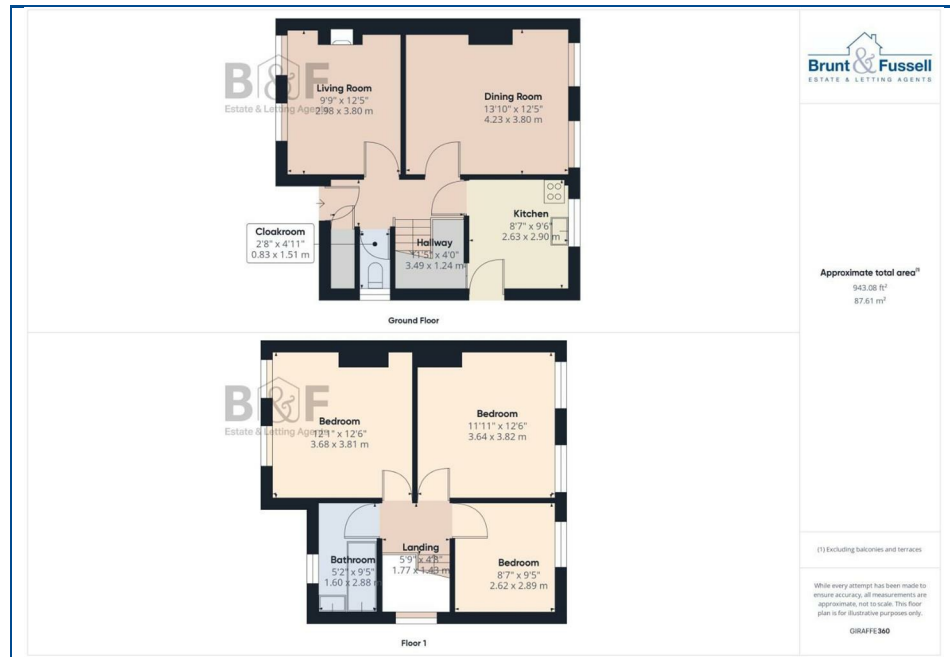 B&F
Estate & Letting Agents
Living Room
9'9" x 12'5"
2.98 x 3.80 m
Dining Room
13'10" x 12'5"
4.23 x 3.80 m
Kitchen
8'7" x 9'6"
2.63 x 2.90 m
Cloakroom
2'8" x 4'11"
0.83 x 1.51 m
Hallway
11'5" x 4'0"
3.49 x 1.24 m
Ground Floor
B&F
Estate & Letting Agents
Bedroom
12'1" x 12'6"
3.68 x 3.81 m
Bedroom
11'11" x 12'6"
3.64 x 3.82 m
Bathroom
5'2" x 9'5"
1.60 x 2.88 m
Landing
5'9" x 4'8"
1.77 x 1.43 m
Bedroom
8'7" x 9'5"
2.62 x 2.89 m
Floor 1
Brunt & Fussell
ESTATE & LETTING AGENTS
Approximate total area(1)
943.08 ft²
87.61 m²
(1) Excluding balconies and terraces
While every attempt has been made to
ensure accuracy, all measurements are
approximate, not to scale. This floor
plan is for illustrative purposes only.
GIRAFFE360